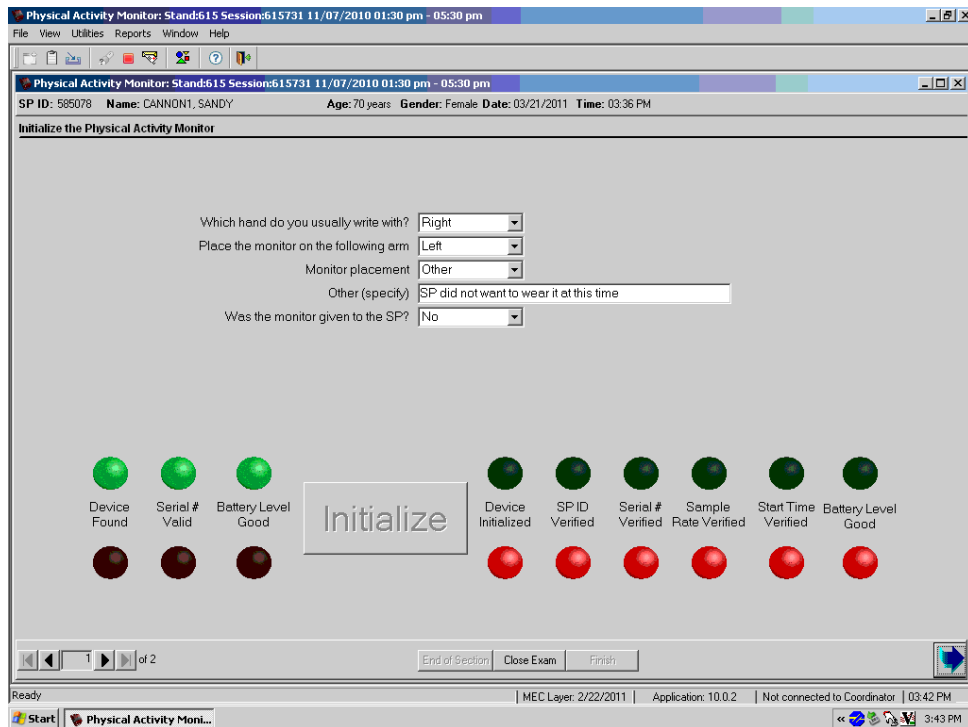 Physical Activity Monitor: Stand:615 Session:615731 11/07/2010 01:30 pm - 05:30 pm
File View Utilities Reports Window Help
Physical Activity Monitor: Stand:615 Session:615731 11/07/2010 01:30 pm - 05:30 pm
SP ID: 585078 Name: CANNON1, SANDY Age: 70 years Gender: Female Date: 03/21/2011 Time: 03:36 PM
Initialize the Physical Activity Monitor
Which hand do you usually write with? Right
Place the monitor on the following arm Left
Monitor placement Other
Other (specify) SP did not want to wear it at this time
Was the monitor given to the SP? No
Device Found
Serial # Valid
Battery Level Good
Initialize
Device Initialized
SP ID Verified
Serial # Verified
Sample Rate Verified
Start Time Verified
Battery Level Good
1 of 2
End of Section Close Exam Finish
Ready MEC Layer: 2/22/2011 Application: 10.0.2 Not connected to Coordinator 03:42 PM
Start Physical Activity Moni... « 3:43 PM